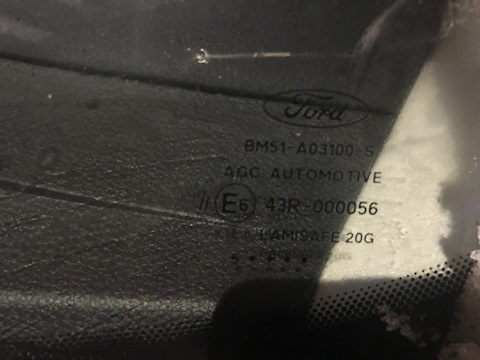 Ford
BM51-A03100-S
AGC AUTOMOTIVE
// E6 43R-000056
LAMISAFE 20G